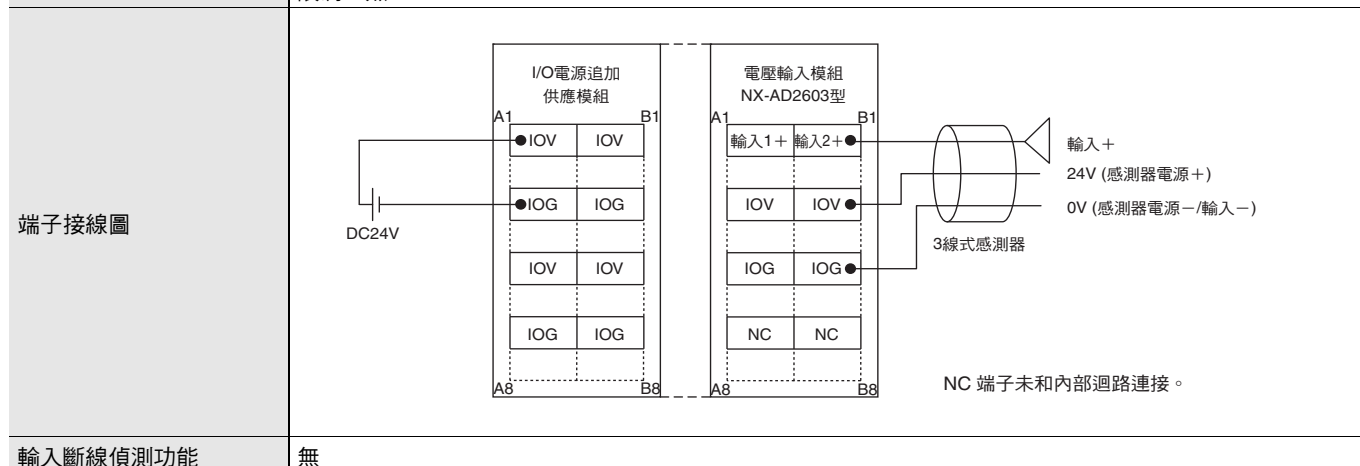 端子接線圖
I/O電源追加
供應模組
A1 B1
IOV IOV
IOG IOG
IOV IOV
IOG IOG
A8 B8
DC24V
電壓輸入模組
NX-AD2603型
A1 B1
輸入1＋ 輸入2＋
IOV IOV
IOG IOG
NC NC
A8 B8
輸入＋
24V (感測器電源＋)
0V (感測器電源－/輸入－)
3線式感測器
NC 端子未和內部迴路連接。
輸入斷線偵測功能 無